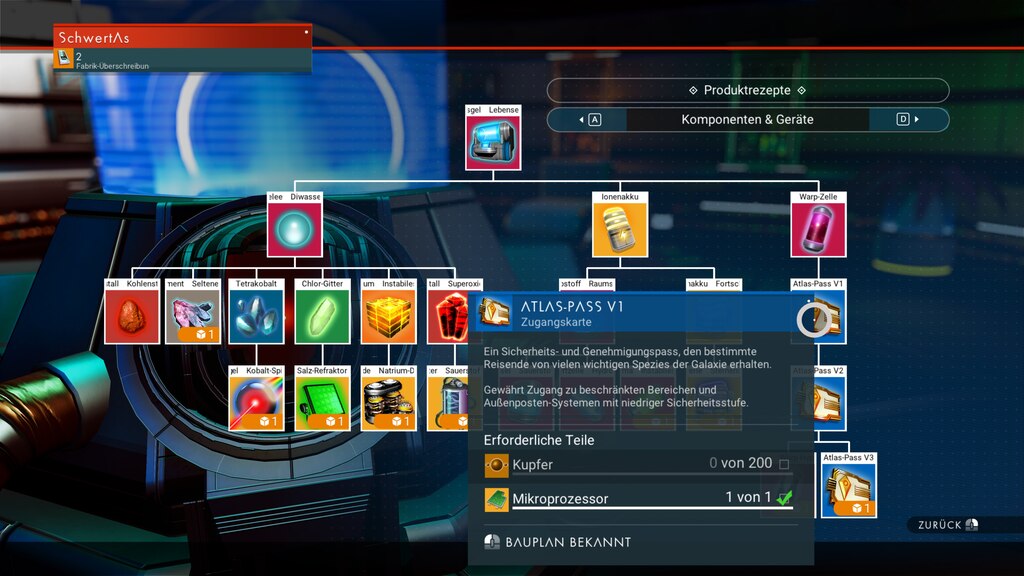 SchwertΛs
2
Fabrik-Überschreibun
Produktrezepte
A
Komponenten & Geräte
D
Lebense
Diwasse
Ionenakku
Warp-Zelle
Kohlenst
Seltene
Tetrakobalt
Chlor-Gitter
Instabile
Superoxi
Raums
Fortsc
Atlas-Pass V1
1
ATLAS-PASS V1
Zugangskarte
Ein Sicherheits- und Genehmigungspass, den bestimmte
Reisende von vielen wichtigen Spezies der Galaxie erhalten.
Gewährt Zugang zu beschränkten Bereichen und
Außenposten-Systemen mit niedriger Sicherheitsstufe.
Kobalt-Sp
Salz-Refraktor
Natrium-D
Sauerst
Atlas-Pass V2
1
1
1
1
Erforderliche Teile
Kupfer
0 von 200
Mikroprozessor
1 von 1
Atlas-Pass V3
1
BAUPLAN BEKANNT
ZURÜCK